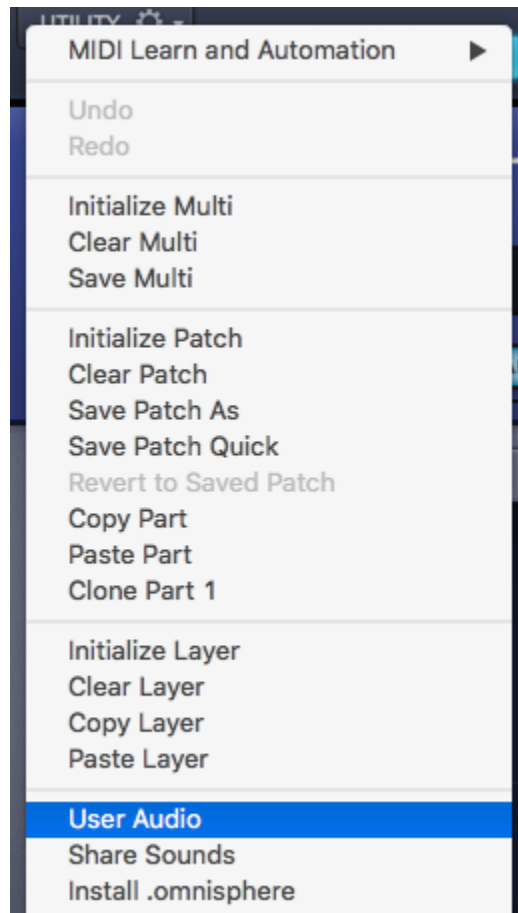 UTILITY
MIDI Learn and Automation
Undo
Redo
Initialize Multi
Clear Multi
Save Multi
Initialize Patch
Clear Patch
Save Patch As
Save Patch Quick
Revert to Saved Patch
Copy Part
Paste Part
Clone Part 1
Initialize Layer
Clear Layer
Copy Layer
Paste Layer
User Audio
Share Sounds
Install .omnisphere